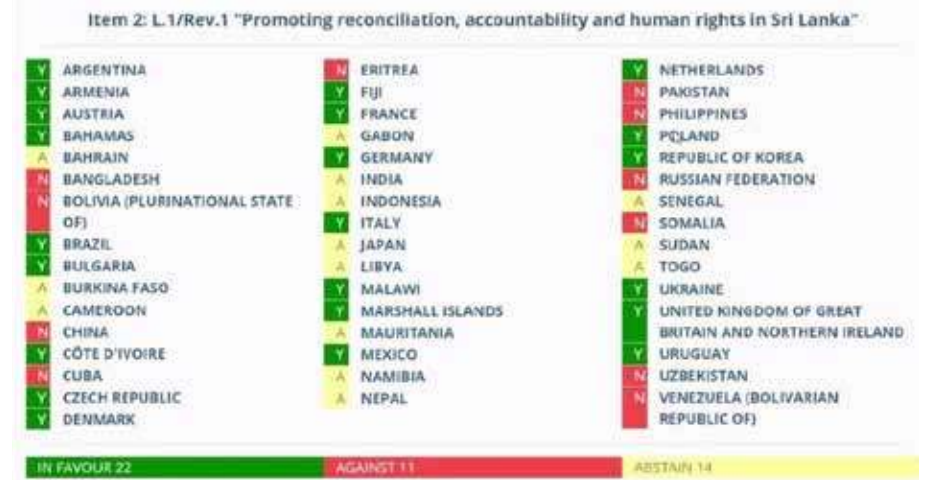 Item 2: L.1/Rev.1 "Promoting reconciliation, accountability and human rights in Sri Lanka"
Y ARGENTINA
Y ARMENIA
Y AUSTRIA
Y BAHAMAS
A BAHRAIN
N BANGLADESH
N BOLIVIA (PLURINATIONAL STATE
OF)
Y BRAZIL
Y BULGARIA
A BURKINA FASO
A CAMEROON
N CHINA
Y CÔTE D'IVOIRE
N CUBA
Y CZECH REPUBLIC
Y DENMARK
N ERITREA
Y FIJI
Y FRANCE
A GABON
Y GERMANY
A INDIA
A INDONESIA
Y ITALY
A JAPAN
A LIBYA
Y MALAWI
Y MARSHALL ISLANDS
A MAURITANIA
Y MEXICO
A NAMIBIA
A NEPAL
Y NETHERLANDS
N PAKISTAN
N PHILIPPINES
Y POLAND
Y REPUBLIC OF KOREA
N RUSSIAN FEDERATION
A SENEGAL
N SOMALIA
A SUDAN
A TOGO
Y UKRAINE
Y UNITED KINGDOM OF GREAT
BRITAIN AND NORTHERN IRELAND
Y URUGUAY
N UZBEKISTAN
N VENEZUELA (BOLIVARIAN
REPUBLIC OF)
IN FAVOUR 22
AGAINST 11
ABSTAIN 14